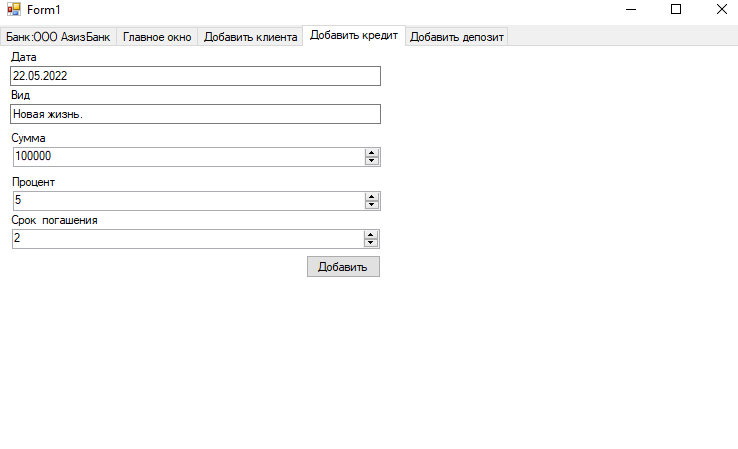 Form1
Банк:ООО АзизБанк Главное окно Добавить клиента Добавить кредит Добавить депозит
Дата
22.05.2022
Вид
Новая жизнь.
Сумма
100000
Процент
5
Срок погашения
2
Добавить